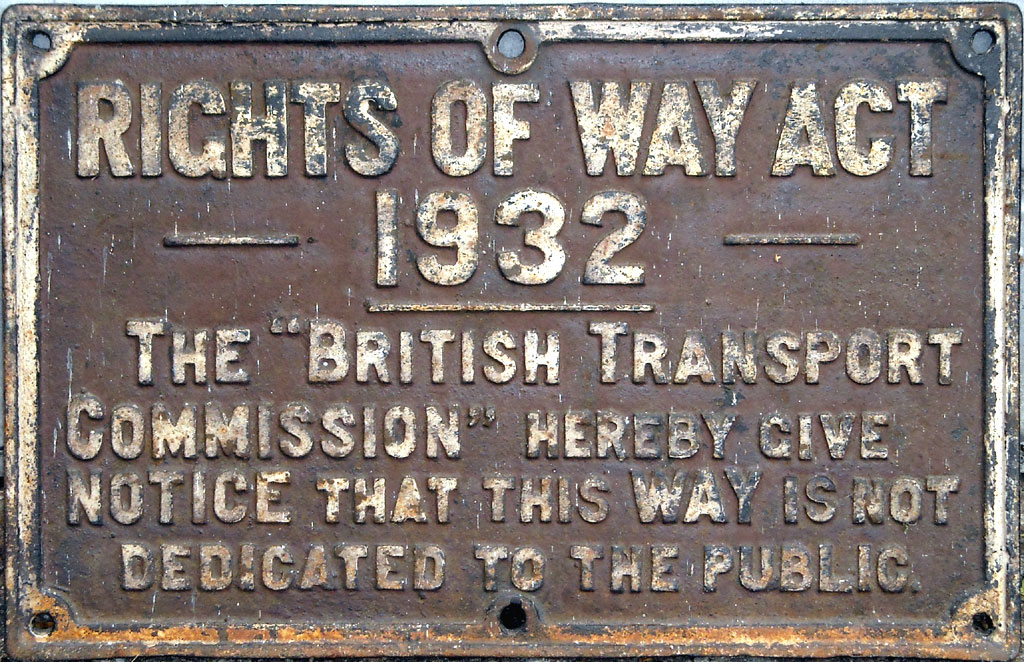 RIGHTS OF WAY ACT
1932
THE "BRITISH TRANSPORT
COMMISSION" HEREBY GIVE
NOTICE THAT THIS WAY IS NOT
DEDICATED TO THE PUBLIC.